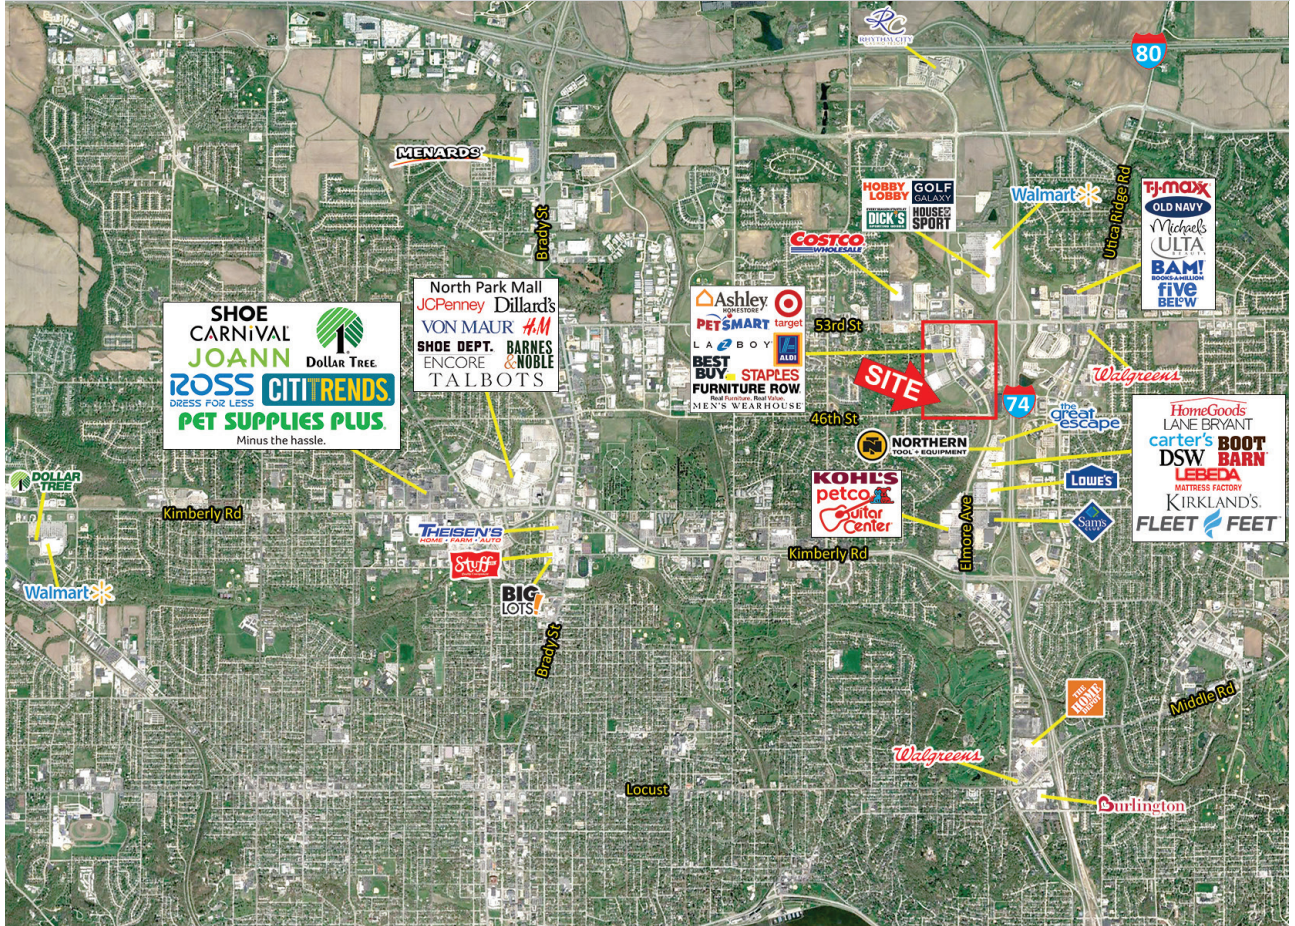 RC
RHYTHM CITY
80
MENARDS
Brady St
HOBBY LOBBY
GOLF GALAXY
DICK'S
SPORTING GOODS
HOUSE OF SPORT
Walmart
Utica Ridge Rd
T.J.maxx
OLD NAVY
Michaels
ULTA
BEAUTY
BAM!
BOOKS-A-MILLION
five BEL°W
COSTCO
WHOLESALE
53rd St
Ashley
HOMESTORE
target
PETSMART
LA Z BOY
ALDI
BEST BUY
STAPLES
FURNITURE ROW
Real Furniture. Real Value.
MEN'S WEARHOUSE
SITE
46th St
74
Walgreens
North Park Mall
JCPenney Dillard's
VON MAUR H&M
SHOE DEPT.
ENCORE
BARNES &NOBLE
TALBOTS
SHOE
CARNIVAL
DOLLAR TREE.
JOANN
ROSS
DRESS FOR LESS
CITITRENDS.
PET SUPPLIES PLUS.
Minus the hassle.
the great escape
NORTHERN
TOOL + EQUIPMENT
HomeGoods
LANE BRYANT
carter's
DSW
BOOT BARN
LEBEDA
MATTRESS FACTORY
KIRKLAND'S.
FLEET FEET
LOWE'S
Sam's
CLUB
KOHL'S
petco
Guitar Center
Elmore Ave
Kimberly Rd
DOLLAR TREE
Kimberly Rd
Walmart
THEISEN'S
HOME • FARM • AUTO
Stuff
BIG LOTS!
Brady St
THE HOME DEPOT
Middle Rd
Walgreens
Locust
Burlington